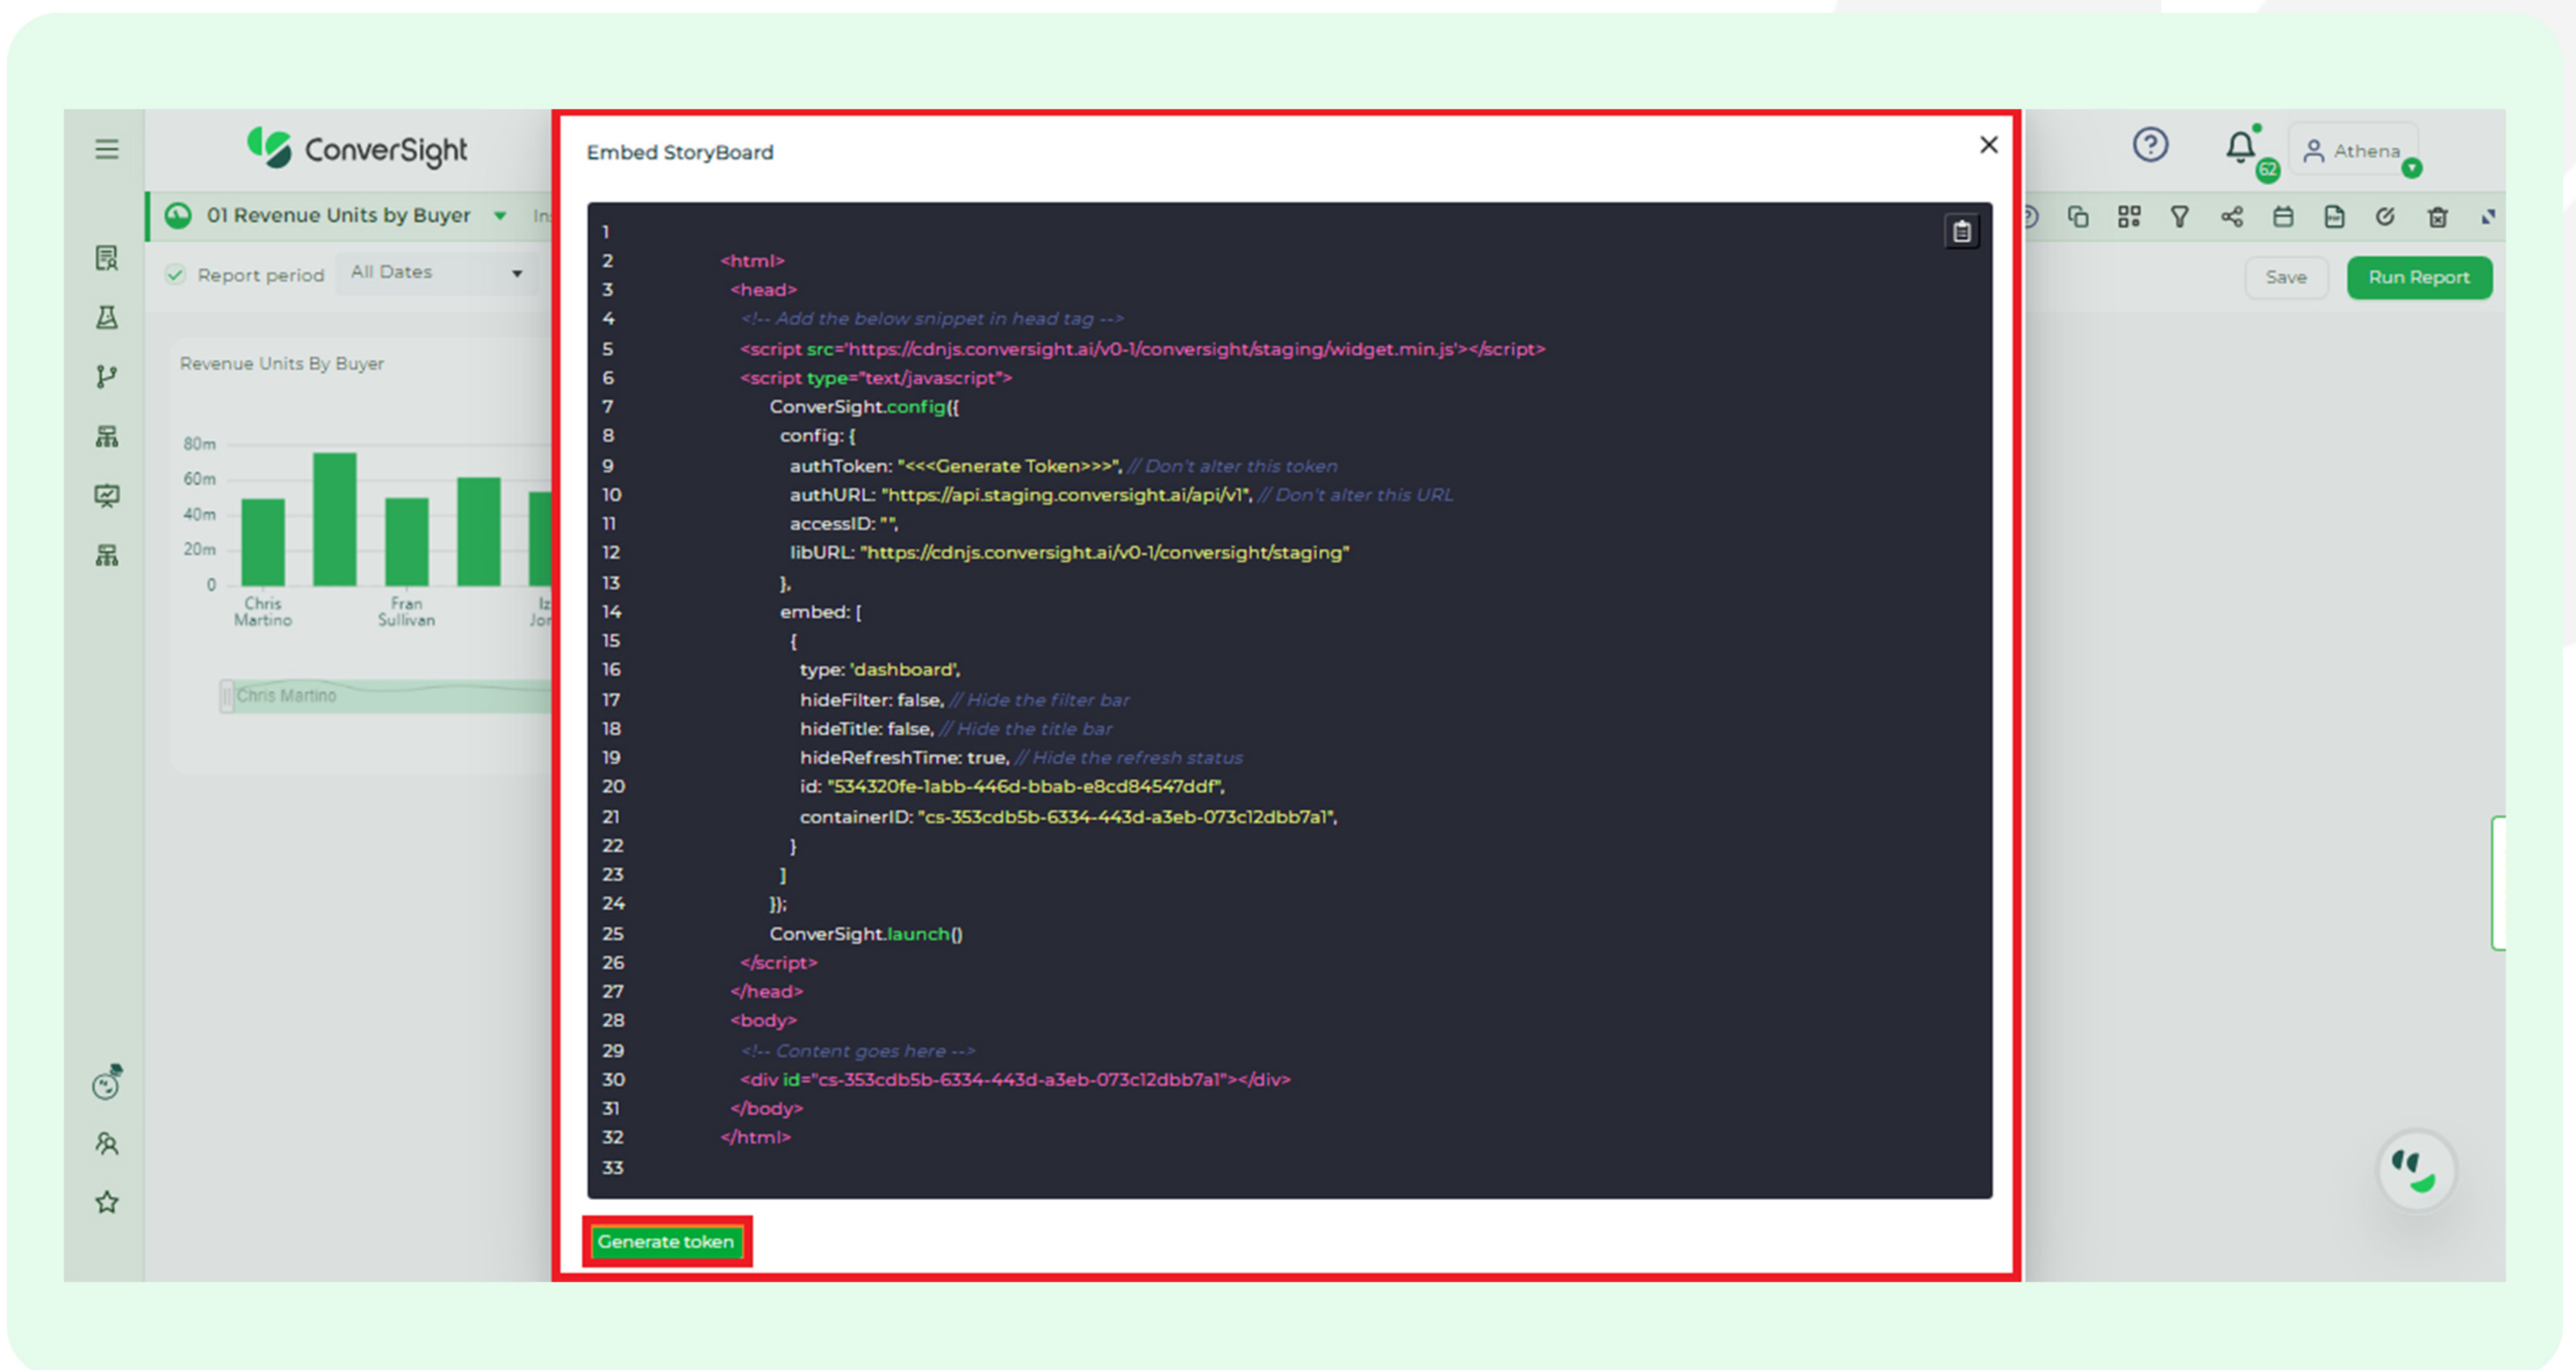 ConverSight
62
Athena
01 Revenue Units by Buyer
Report period All Dates
Save Run Report
Revenue Units By Buyer
80m
60m
40m
20m
0
Chris Martino
Fran Sullivan
Chris Martino
Embed StoryBoard
1
2 <html>
3 <head>
4 <!-- Add the below snippet in head tag -->
5 <script src='https://cdnjs.conversight.ai/v0-1/conversight/staging/widget.min.js'></script>
6 <script type="text/javascript">
7 ConverSight.config({
8 config: {
9 authToken: "<<<Generate Token>>>", // Don't alter this token
10 authURL: "https://api.staging.conversight.ai/api/v1", // Don't alter this URL
11 accessID: "",
12 libURL: "https://cdnjs.conversight.ai/v0-1/conversight/staging"
13 },
14 embed: [
15 {
16 type: 'dashboard',
17 hideFilter: false, // Hide the filter bar
18 hideTitle: false, // Hide the title bar
19 hideRefreshTime: true, // Hide the refresh status
20 id: "534320fe-1abb-446d-bbab-e8cd84547ddf",
21 containerID: "cs-353cdb5b-6334-443d-a3eb-073c12dbb7a1",
22 }
23 ]
24 });
25 ConverSight.launch()
26 </script>
27 </head>
28 <body>
29 <!-- Content goes here -->
30 <div id="cs-353cdb5b-6334-443d-a3eb-073c12dbb7a1"></div>
31 </body>
32 </html>
33
Generate token